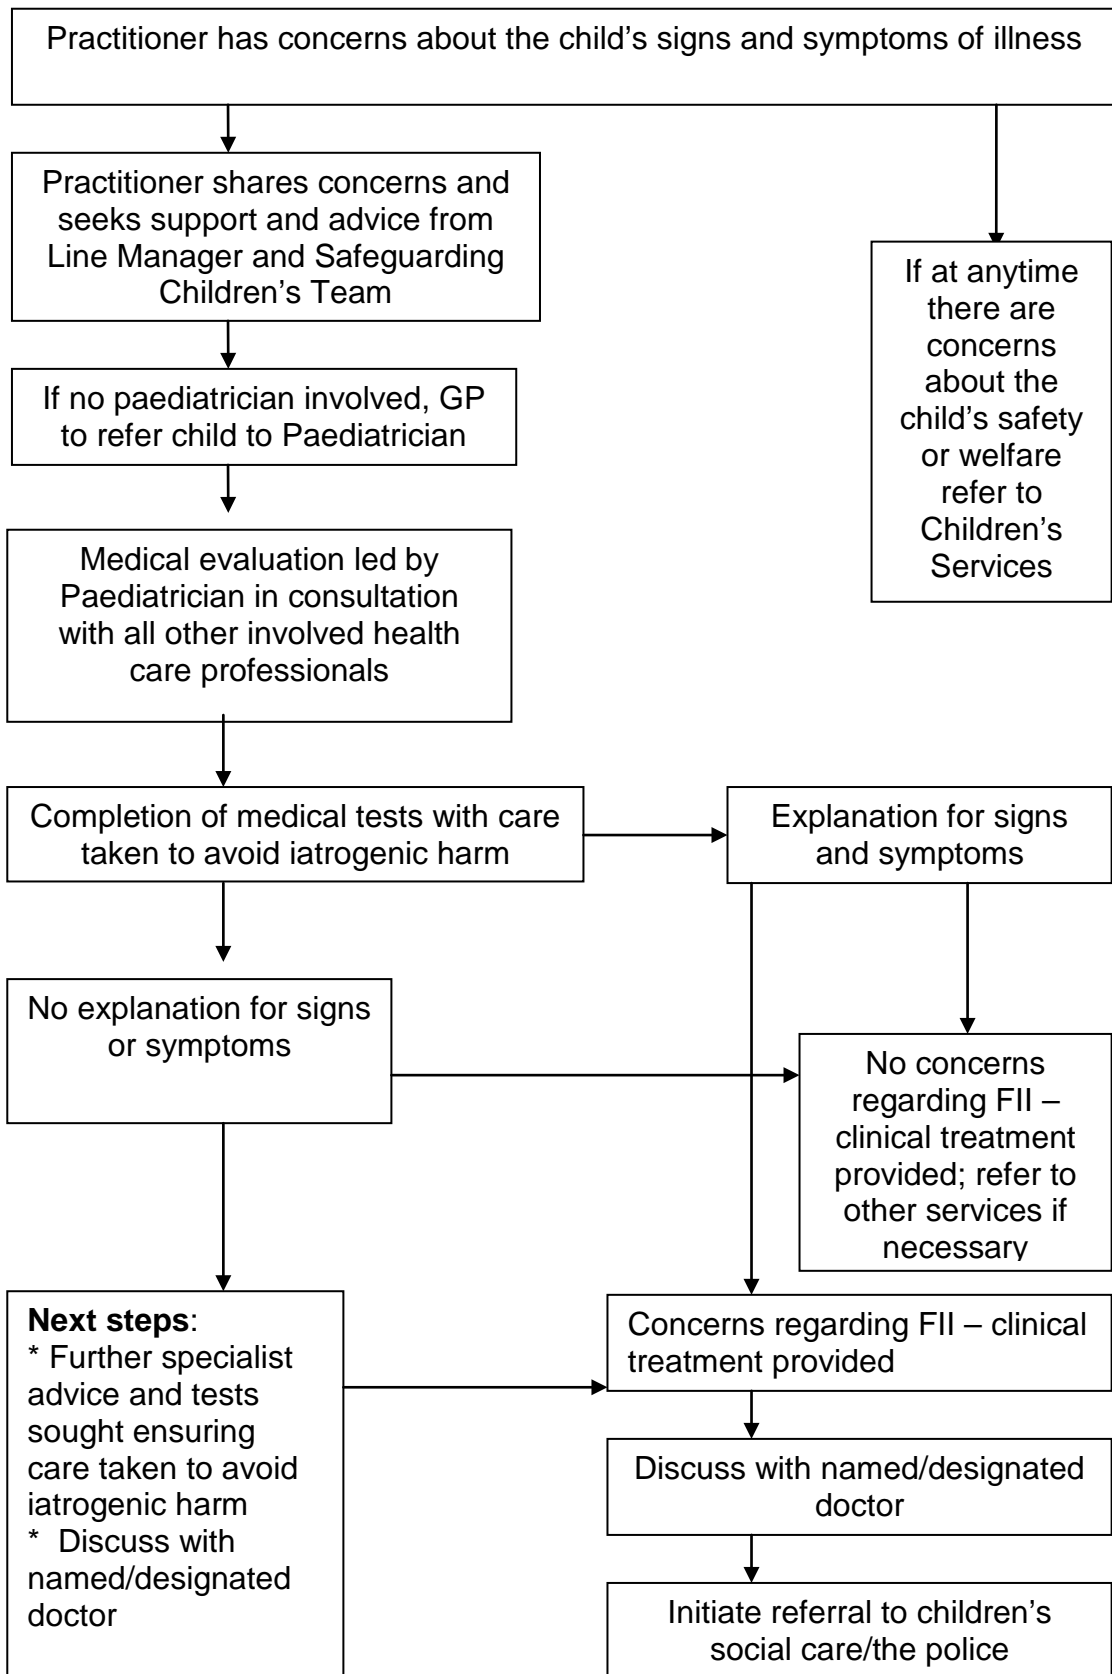 Practitioner has concerns about the child’s signs and symptoms of illness
Practitioner shares concerns and
seeks support and advice from
Line Manager and Safeguarding
Children’s Team
If at anytime
there are
concerns
about the
child’s safety
or welfare
refer to
Children’s
Services
If no paediatrician involved, GP
to refer child to Paediatrician
Medical evaluation led by
Paediatrician in consultation
with all other involved health
care professionals
Completion of medical tests with care
taken to avoid iatrogenic harm
Explanation for signs
and symptoms
No explanation for signs
or symptoms
No concerns
regarding FII –
clinical treatment
provided; refer to
other services if
necessary
Next steps:
* Further specialist
advice and tests
sought ensuring
care taken to avoid
iatrogenic harm
* Discuss with
named/designated
doctor
Concerns regarding FII – clinical
treatment provided
Discuss with named/designated
doctor
Initiate referral to children’s
social care/the police